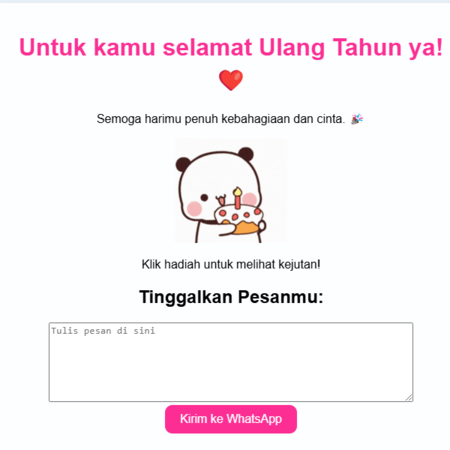 Untuk kamu selamat Ulang Tahun ya!
❤️
Semoga harimu penuh kebahagiaan dan cinta. 🎉
Klik hadiah untuk melihat kejutan!
Tinggalkan Pesanmu:
Tulis pesan di sini
Kirim ke WhatsApp